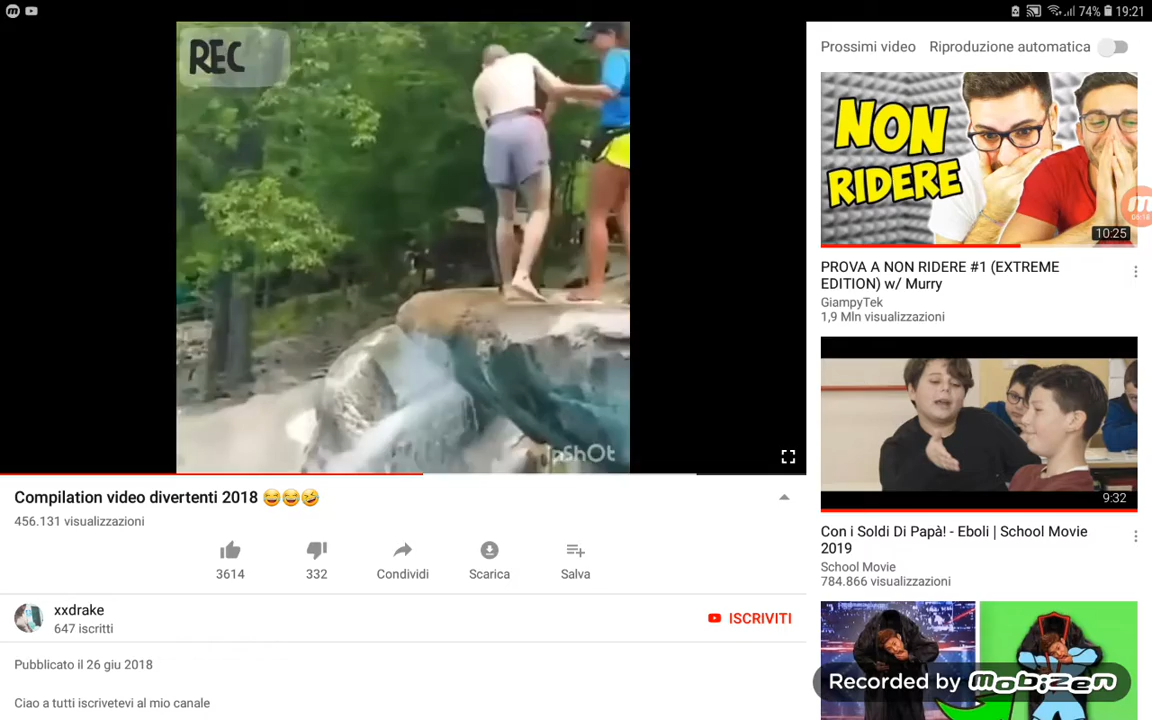 74% 19:21
REC
InShOt
Compilation video divertenti 2018
456.131 visualizzazioni
3614
332
Condividi
Scarica
Salva
xxdrake
647 iscritti
ISCRIVITI
Pubblicato il 26 giu 2018
Ciao a tutti iscrivetevi al mio canale
Prossimi video Riproduzione automatica
NON
RIDERE
10:25
PROVA A NON RIDERE #1 (EXTREME
EDITION) w/ Murry
GiampyTek
1,9 Mln visualizzazioni
9:32
Con i Soldi Di Papà! - Eboli | School Movie
2019
School Movie
784.866 visualizzazioni
Recorded by mobizen